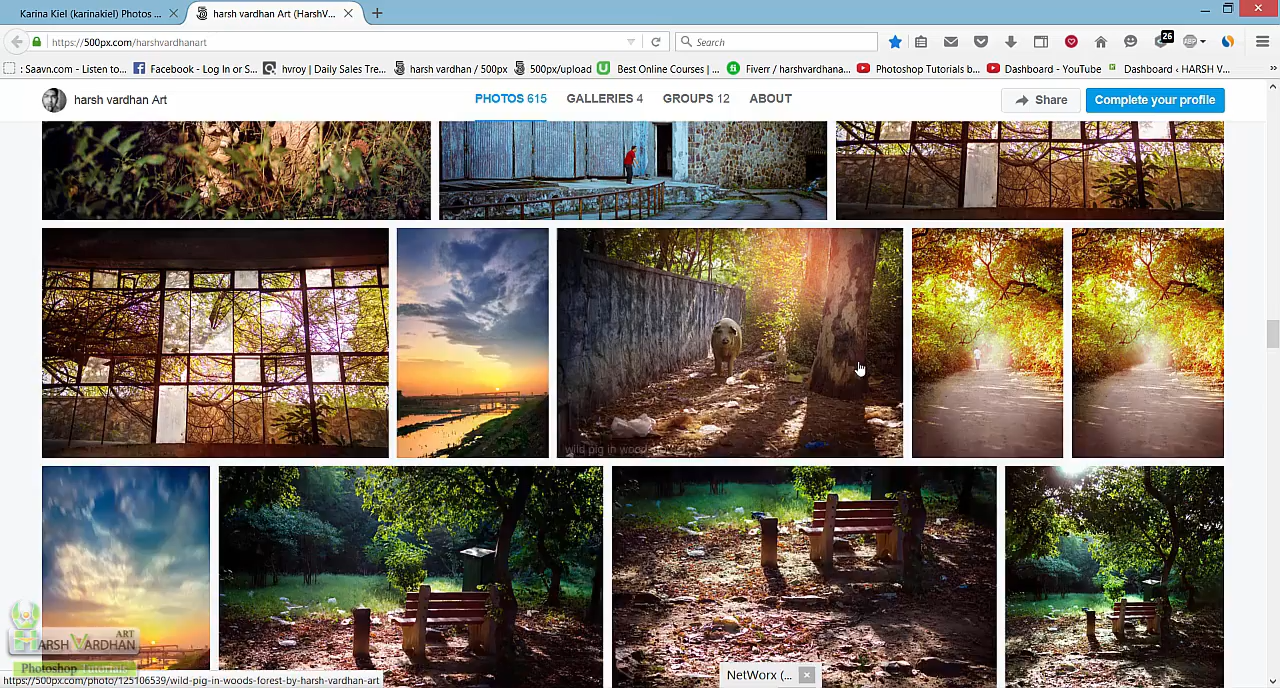 Karina Kiel (karinakiel) Photos ...
harsh vardhan Art (HarshV...
https://500px.com/harshvardhanart
Search
26
ABP
: Saavn.com - Listen to...
Facebook - Log In or S...
hvroy | Daily Sales Tre...
harsh vardhan / 500px
500px/upload
Best Online Courses | ...
Fiverr / harshvardhana...
Photoshop Tutorials b...
Dashboard - YouTube
Dashboard ‹ HARSH V...
harsh vardhan Art
PHOTOS 615
GALLERIES 4
GROUPS 12
ABOUT
Share
Complete your profile
wild pig in woods
ART
HARSH VARDHAN
Photoshop Tutorials
https://500px.com/photo/125106539/wild-pig-in-woods-forest-by-harsh-vardhan-art
NetWorx (...